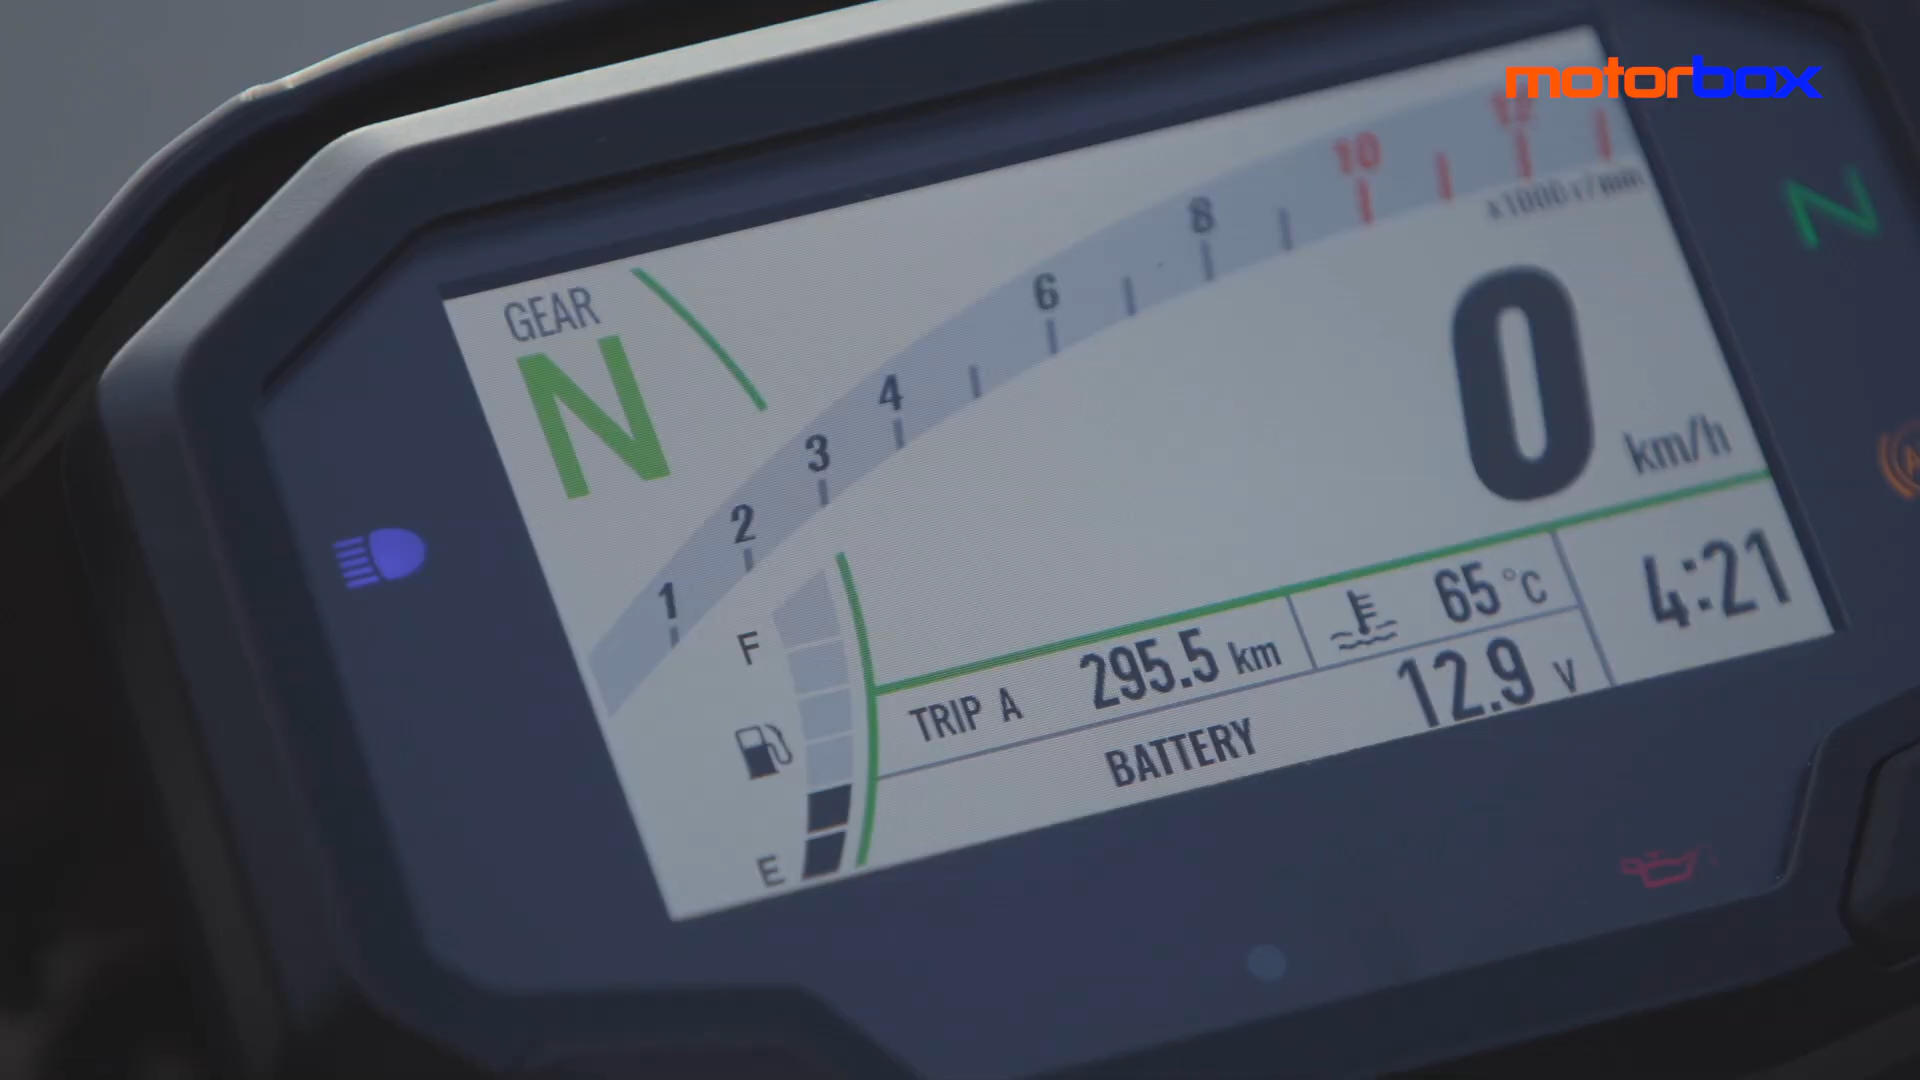 motorbox
GEAR
N
1
2
3
4
6
8
10
12
x1000 r/min
N
0
km/h
F
E
TRIP A 295.5 km
65 °C
4:21
BATTERY 12.9 V